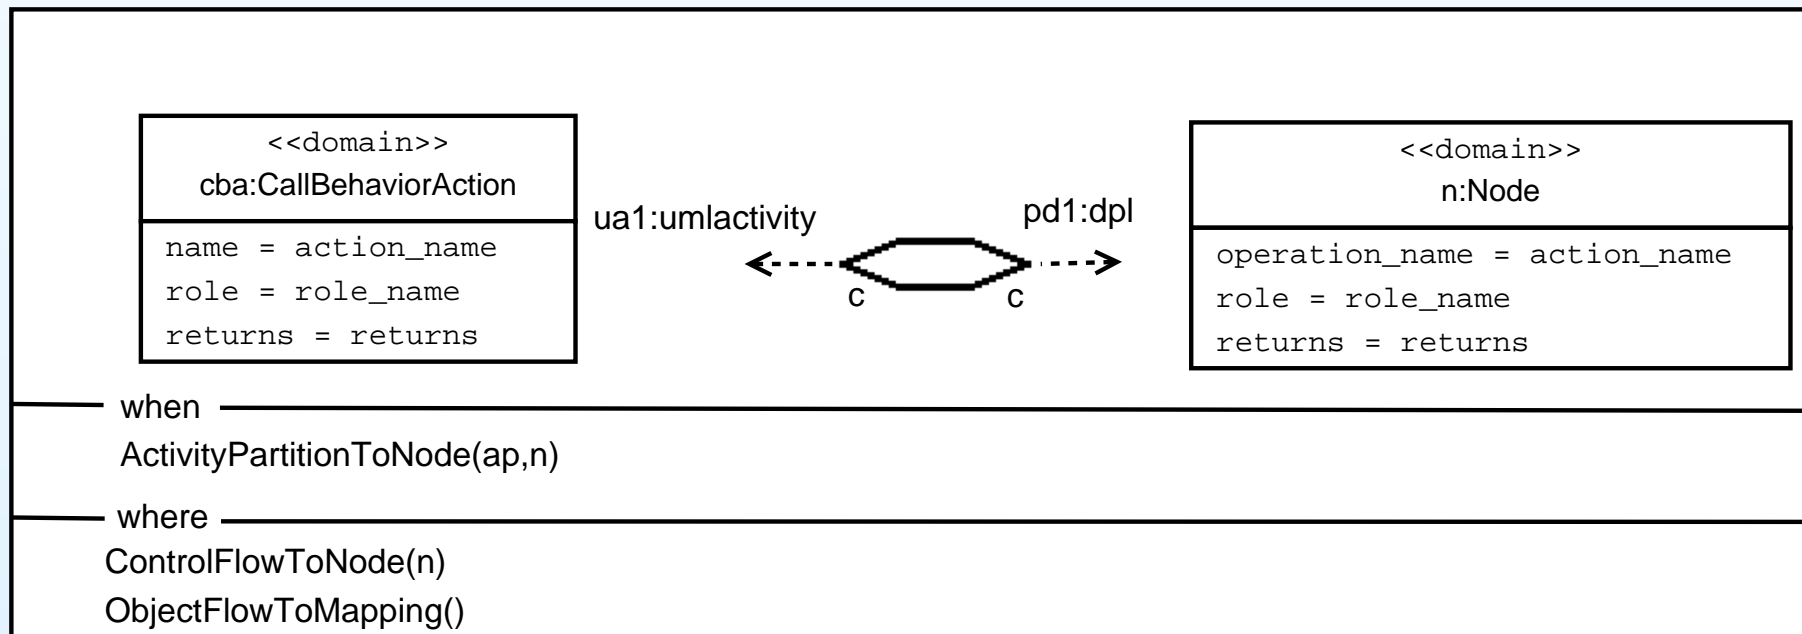 <<domain>>
cba:CallBehaviorAction
name = action_name
role = role_name
returns = returns
ua1:umlactivity
pd1:dpl
c
c
<<domain>>
n:Node
operation_name = action_name
role = role_name
returns = returns
when
ActivityPartitionToNode(ap,n)
where
ControlFlowToNode(n)
ObjectFlowToMapping()